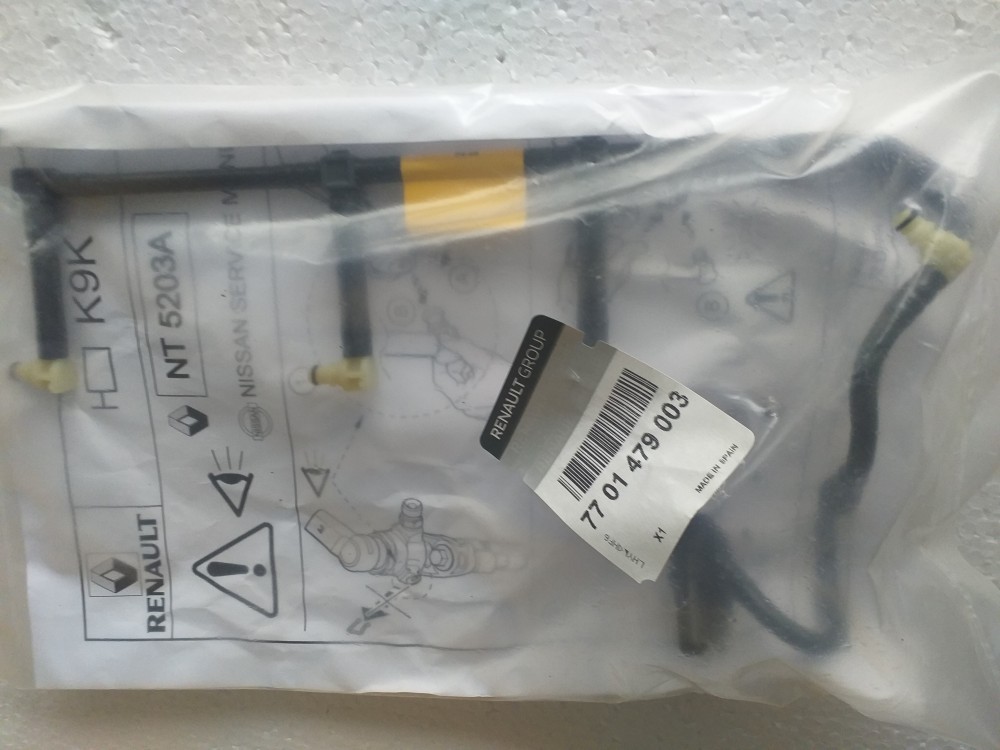 RENAULT
K9K
NT 5203A
NISSAN SERVICE
RENAULT GROUP
77 01 479 003
X1
MADE IN SPAIN